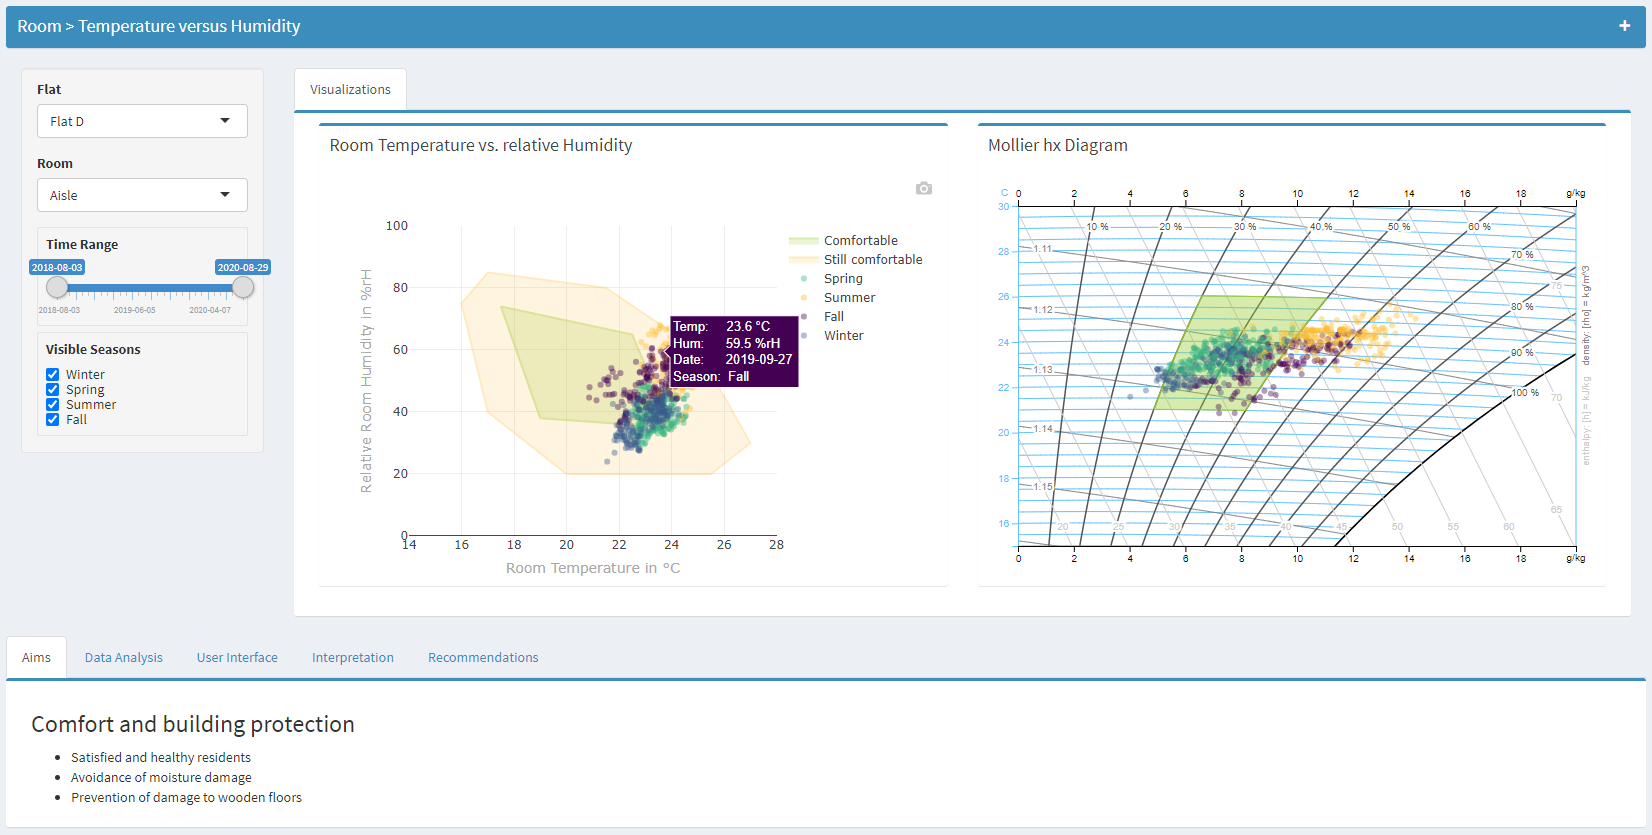 Room > Temperature versus Humidity
Flat
Flat D
Room
Aisle
Time Range
2018-08-03 2020-08-29
2018-08-03 2019-06-05 2020-04-07
Visible Seasons
Winter
Spring
Summer
Fall
Visualizations
Room Temperature vs. relative Humidity
100
80
60
40
20
0
14 16 18 20 22 24 26 28
Relative Room Humidity in %rH
Room Temperature in °C
Comfortable
Still comfortable
Spring
Summer
Fall
Winter
Temp: 23.6 °C
Hum: 59.5 %rH
Date: 2019-09-27
Season: Fall
Mollier hx Diagram
C 0 2 4 6 8 10 12 14 16 18 g/kg
30
28
26
24
22
20
18
16
10 % 20 % 30 % 40 % 50 % 60 %
70 %
80 %
90 %
100 %
1.11
1.12
1.13
1.14
1.15
75
70
65
20 25 30 35 40 45 50 55 60
0 2 4 6 8 10 12 14 16 18 g/kg
enthalpy: [h] = kJ/kg density: [rho] = kg/m^3
Aims Data Analysis User Interface Interpretation Recommendations
Comfort and building protection
Satisfied and healthy residents
Avoidance of moisture damage
Prevention of damage to wooden floors